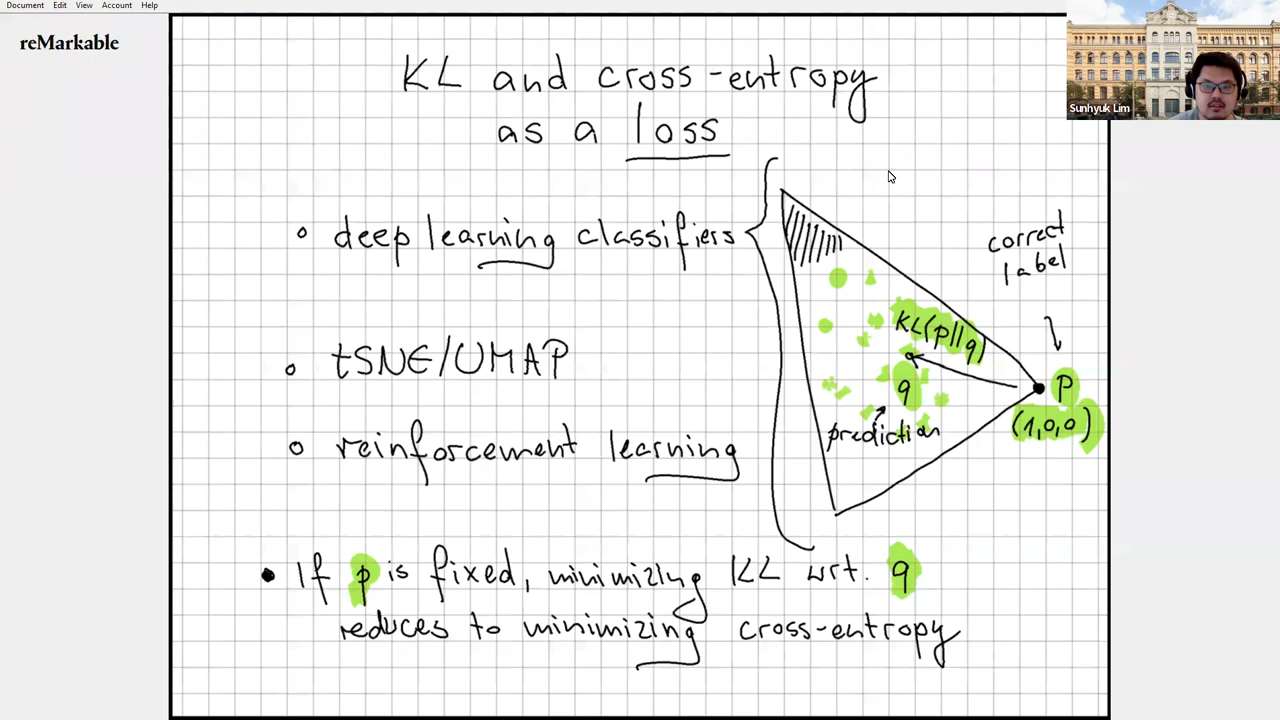 Document Edit View Account Help
reMarkable
Sunhyuk Lim
KL and cross-entropy
as a loss
deep learning classifiers
tSNE/UMAP
reinforcement learning
correct
label
KL(p||q)
q
prediction
P
(1,0,0)
If p is fixed, minimizing KL wrt. q
reduces to minimizing cross-entropy